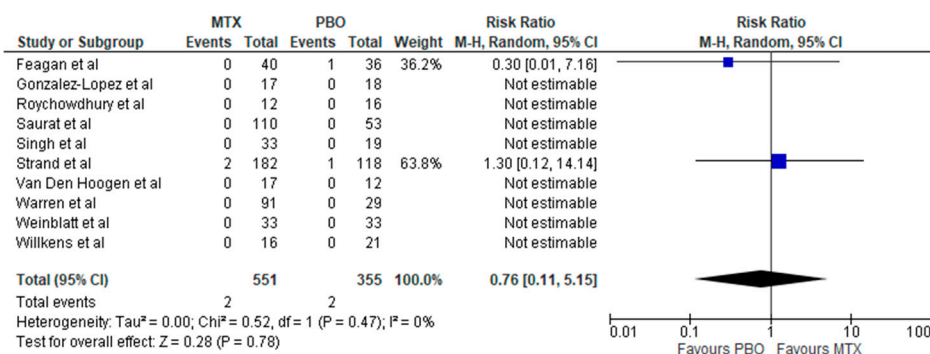 MTX PBO Risk Ratio Risk Ratio
Study or Subgroup Events Total Events Total Weight M-H, Random, 95% CI M-H, Random, 95% CI
Feagan et al 0 40 1 36 36.2% 0.30 [0.01, 7.16]
Gonzalez-Lopez et al 0 17 0 18 Not estimable
Roychowdhury et al 0 12 0 16 Not estimable
Saurat et al 0 110 0 53 Not estimable
Singh et al 0 33 0 19 Not estimable
Strand et al 2 182 1 118 63.8% 1.30 [0.12, 14.14]
Van Den Hoogen et al 0 17 0 12 Not estimable
Warren et al 0 91 0 29 Not estimable
Weinblatt et al 0 33 0 33 Not estimable
Willkens et al 0 16 0 21 Not estimable
Total (95% CI) 551 355 100.0% 0.76 [0.11, 5.15]
Total events 2 2
Heterogeneity: Tau² = 0.00; Chi² = 0.52, df = 1 (P = 0.47); I² = 0%
Test for overall effect: Z = 0.28 (P = 0.78)
0.01 0.1 1 10 100
Favours PBO Favours MTX